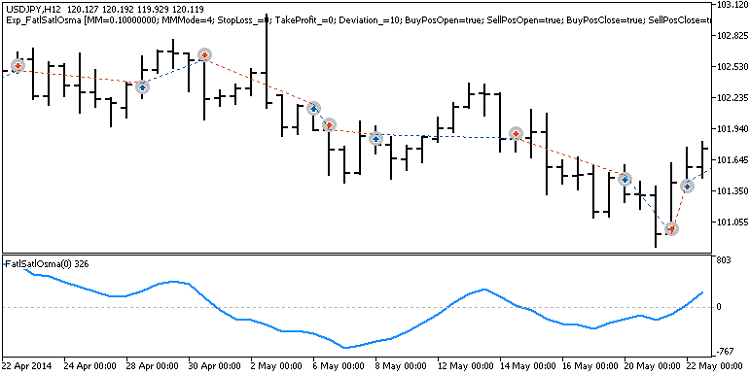 USDJPY,H12 120.127 120.192 119.929 120.119
Exp_FatlSatlOsma [MM=0.10000000; MMMode=4; StopLoss_=0; TakeProfit_=0; Deviation_=10; BuyPosOpen=true; SellPosOpen=true; BuyPosClose=true; SellPosClose=tr
103.120
102.825
102.530
102.235
101.940
101.645
101.350
101.055
FatlSatlOsma(0) 326
803
0
-767
22 Apr 2014
24 Apr 00:00
28 Apr 00:00
30 Apr 00:00
2 May 00:00
6 May 00:00
8 May 00:00
12 May 00:00
14 May 00:00
16 May 00:00
20 May 00:00
22 May 00:00